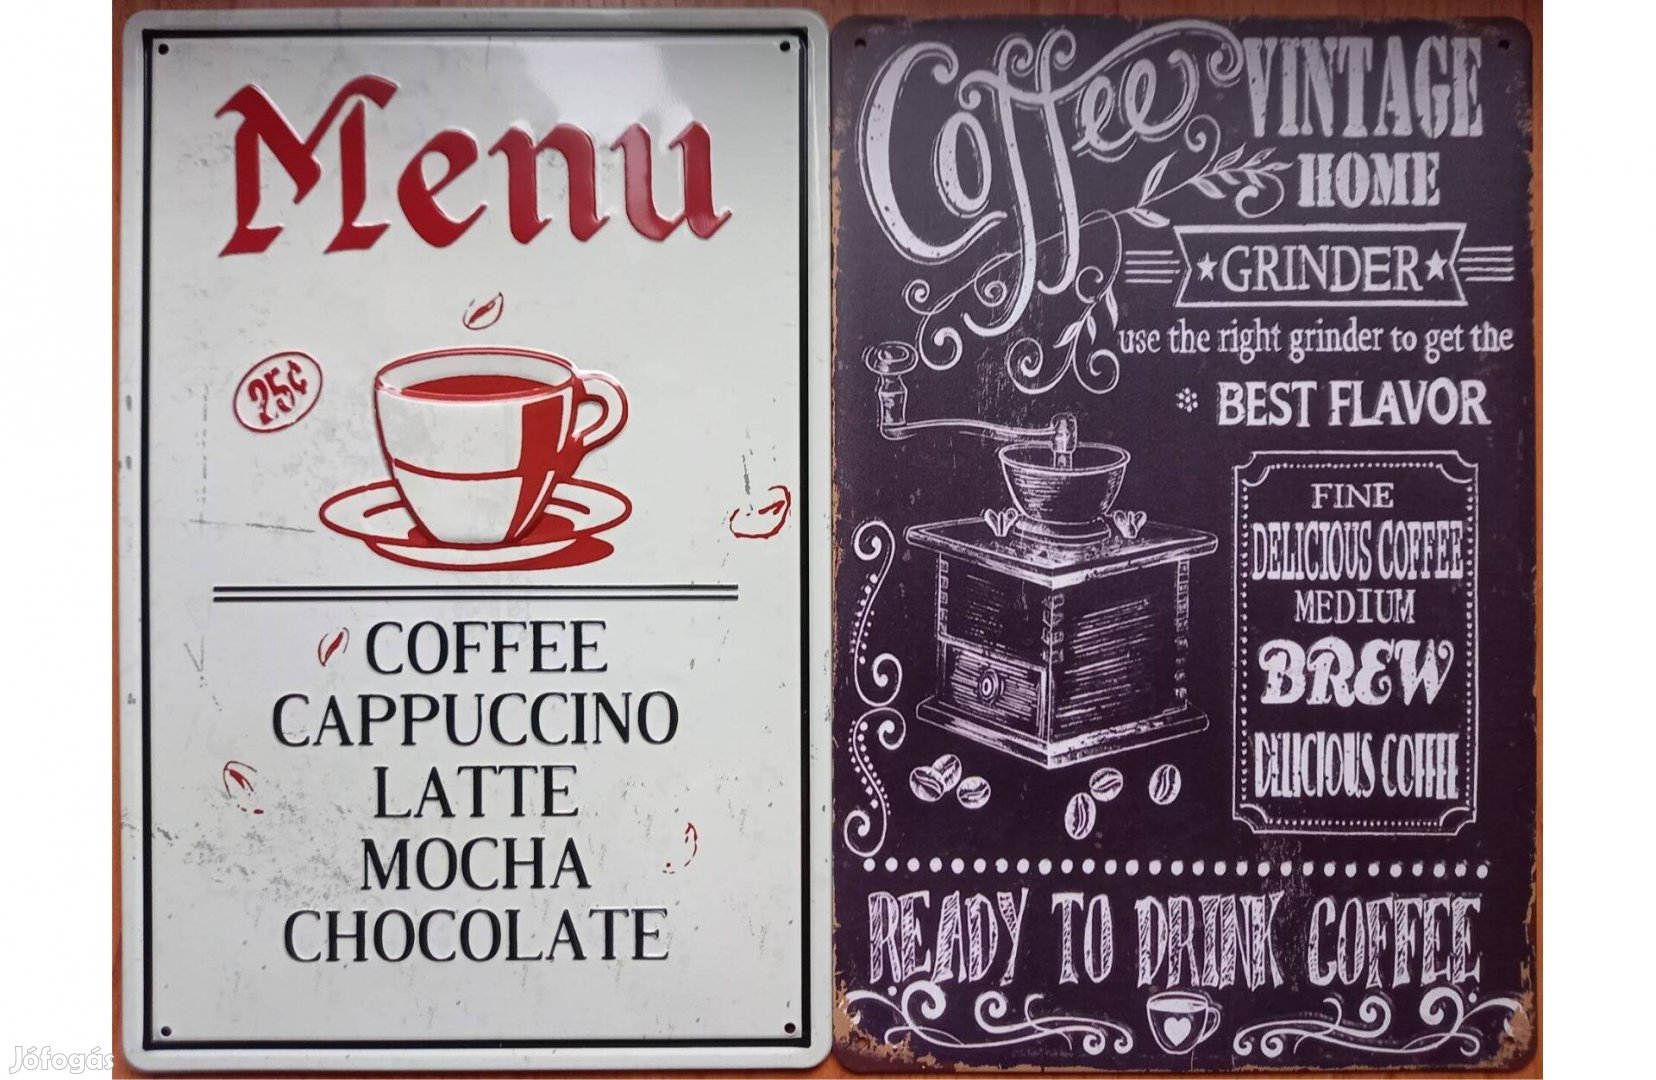 Menu
25¢
COFFEE
CAPPUCCINO
LATTE
MOCHA
CHOCOLATE
Coffee VINTAGE
HOME
GRINDER
use the right grinder to get the
BEST FLAVOR
FINE
DELICIOUS COFFEE
MEDIUM
BREW
DELICIOUS COFFEE
READY TO DRINK COFFEE
Jófogás